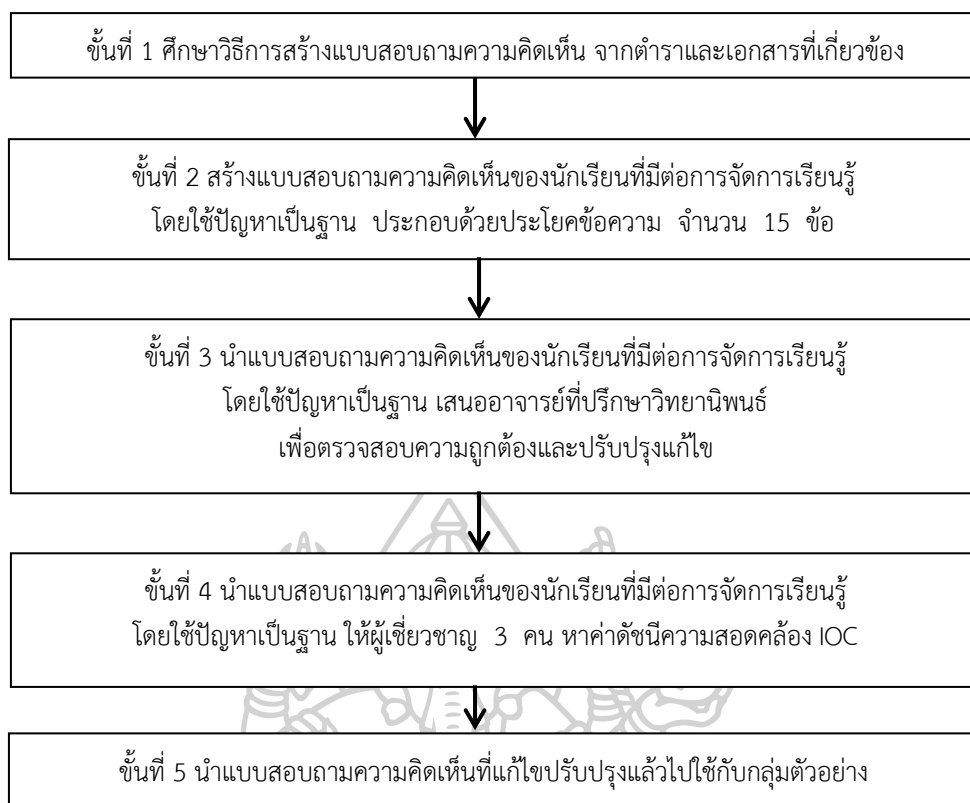 ขั้นที่ 1 ศึกษาวิธีการสร้างแบบสอบถามความคิดเห็น จากตำราและเอกสารที่เกี่ยวข้อง
ขั้นที่ 2 สร้างแบบสอบถามความคิดเห็นของนักเรียนที่มีต่อการจัดการเรียนรู้
โดยใช้ปัญหาเป็นฐาน ประกอบด้วยประโยคข้อความ จำนวน 15 ข้อ
ขั้นที่ 3 นำแบบสอบถามความคิดเห็นของนักเรียนที่มีต่อการจัดการเรียนรู้
โดยใช้ปัญหาเป็นฐาน เสนออาจารย์ที่ปรึกษาวิทยานิพนธ์
เพื่อตรวจสอบความถูกต้องและปรับปรุงแก้ไข
ขั้นที่ 4 นำแบบสอบถามความคิดเห็นของนักเรียนที่มีต่อการจัดการเรียนรู้
โดยใช้ปัญหาเป็นฐาน ให้ผู้เชี่ยวชาญ 3 คน หาค่าดัชนีความสอดคล้อง IOC
ขั้นที่ 5 นำแบบสอบถามความคิดเห็นที่แก้ไขปรับปรุงแล้วไปใช้กับกลุ่มตัวอย่าง